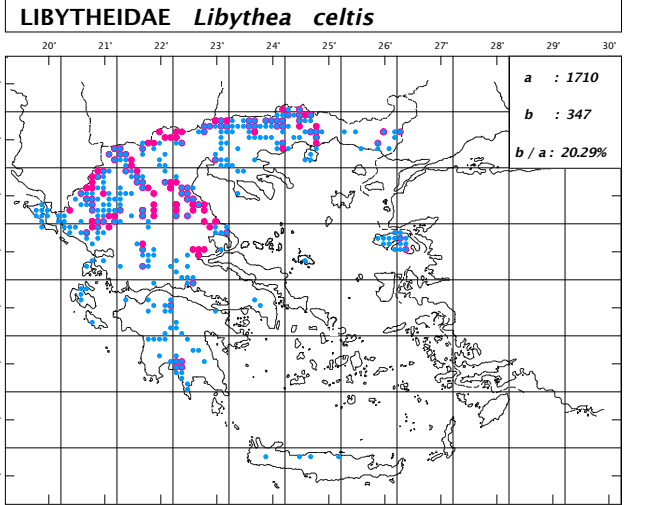 LIBYTHEIDAE Libythea celtis
20° 21° 22° 23° 24° 25° 26° 27° 28° 29° 30°
a : 1710
b : 347
b / a : 20.29%